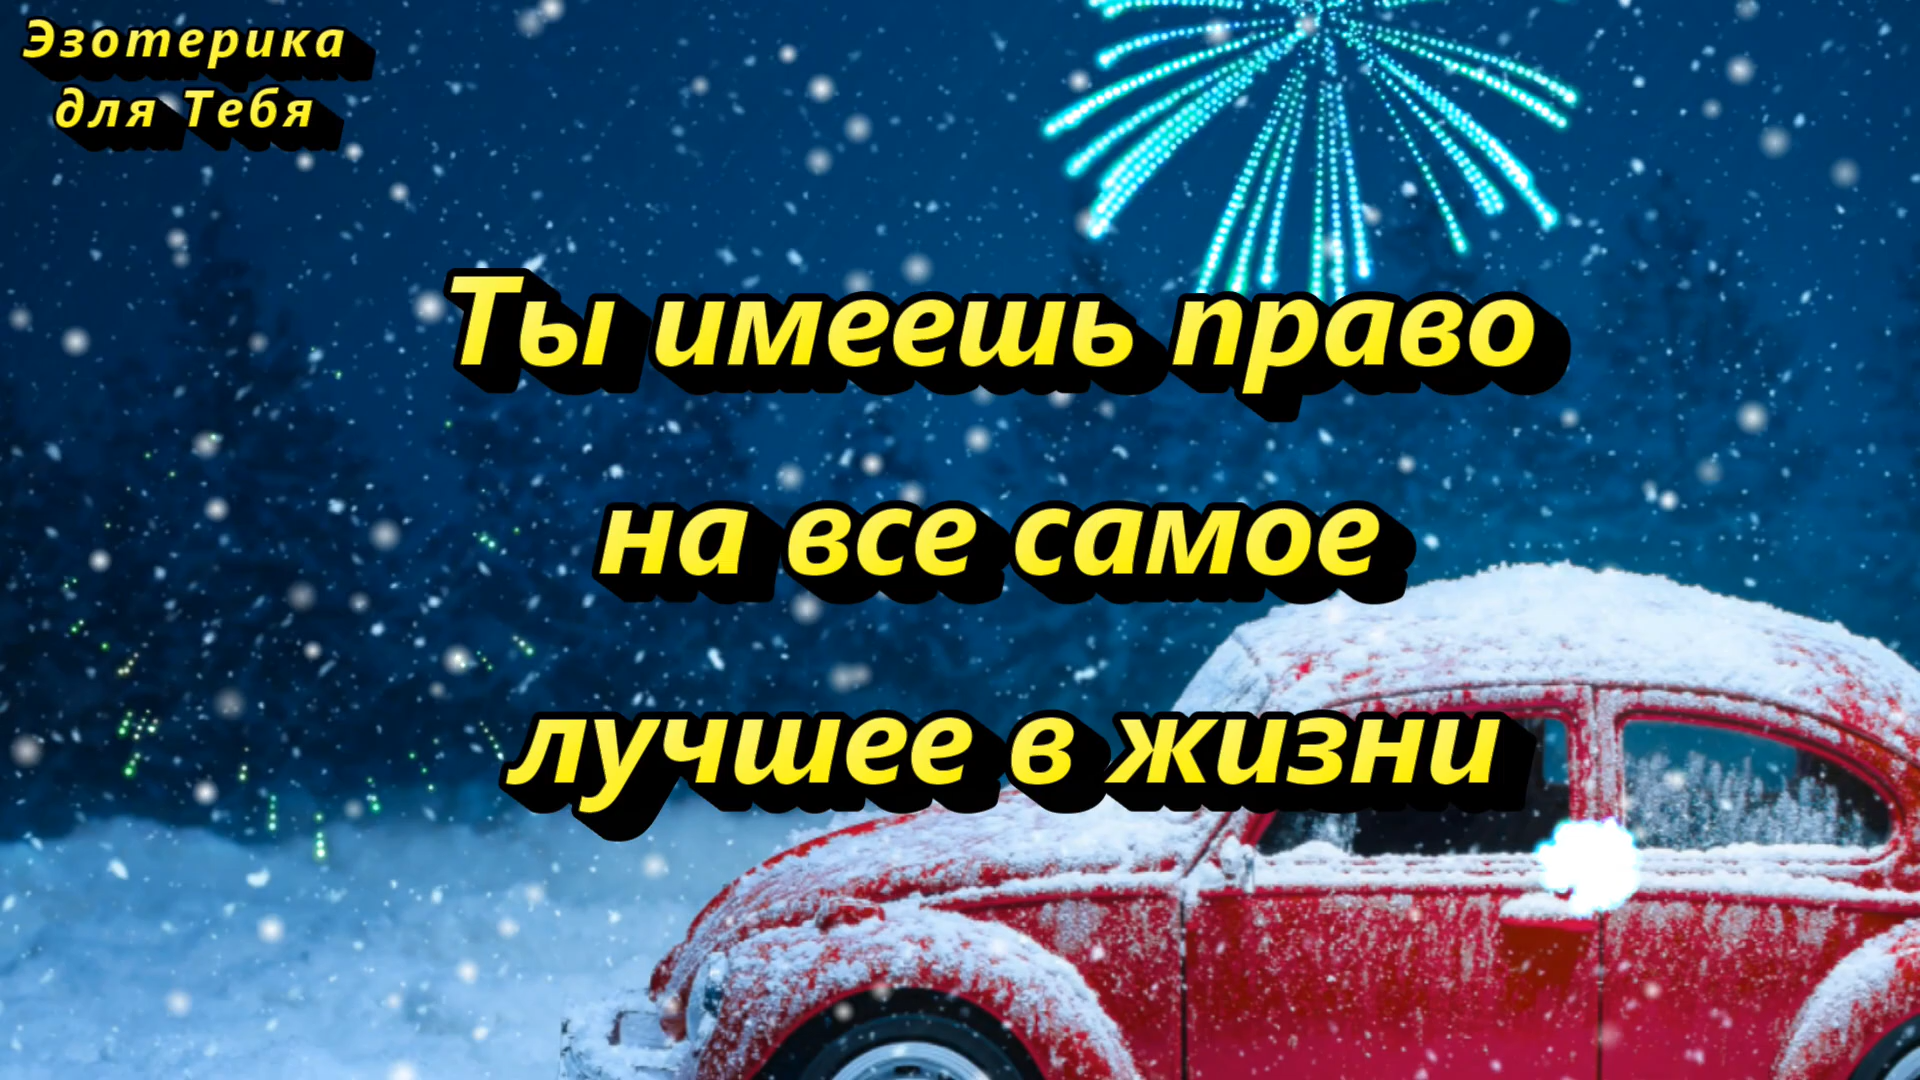 Эзотерика
для Тебя
Ты имеешь право
на все самое
лучшее в жизни